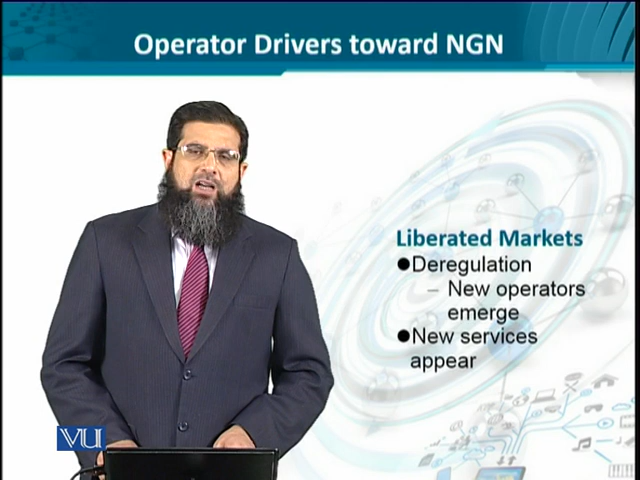 Operator Drivers toward NGN
Liberated Markets
●Deregulation
– New operators
emerge
●New services
appear
VU